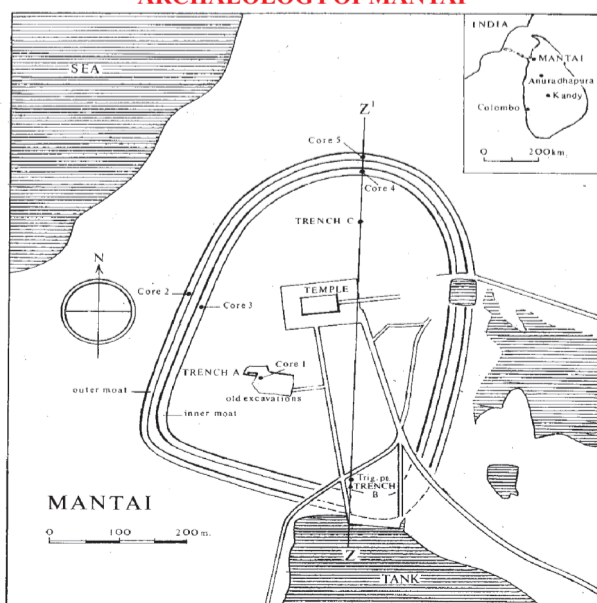 ARCHAEOLOGY OF MANTAI
SEA
INDIA
MANTAI
Anuradhapura
Kandy
Colombo
0 200 km.
Z¹
Core 5
Core 4
TRENCH C
N
TEMPLE
Core 2
Core 3
Core 1
TRENCH A
old excavations
outer moat
inner moat
Trig. pt.
TRENCH
B
MANTAI
0 100 200 m.
Z
TANK